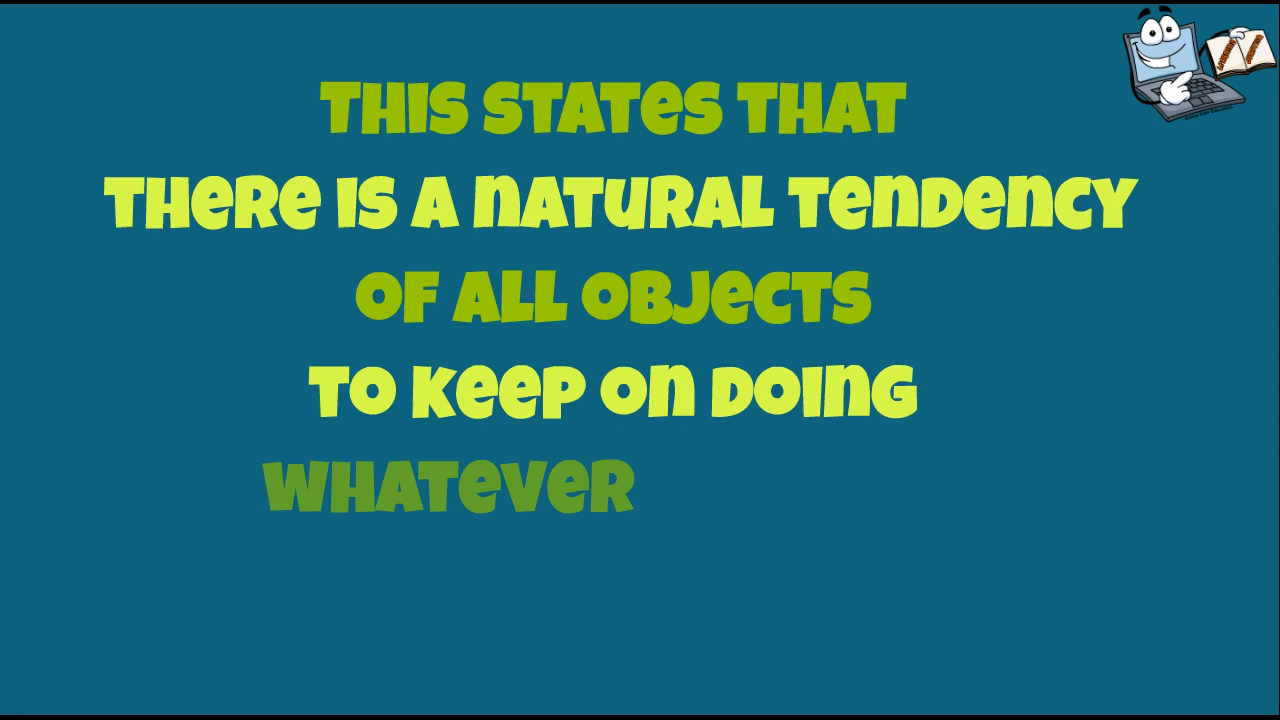 THIS STATES THAT
THERE IS A NATURAL TENDENCY
OF ALL OBJECTS
TO KEEP ON DOING
WHATEVER